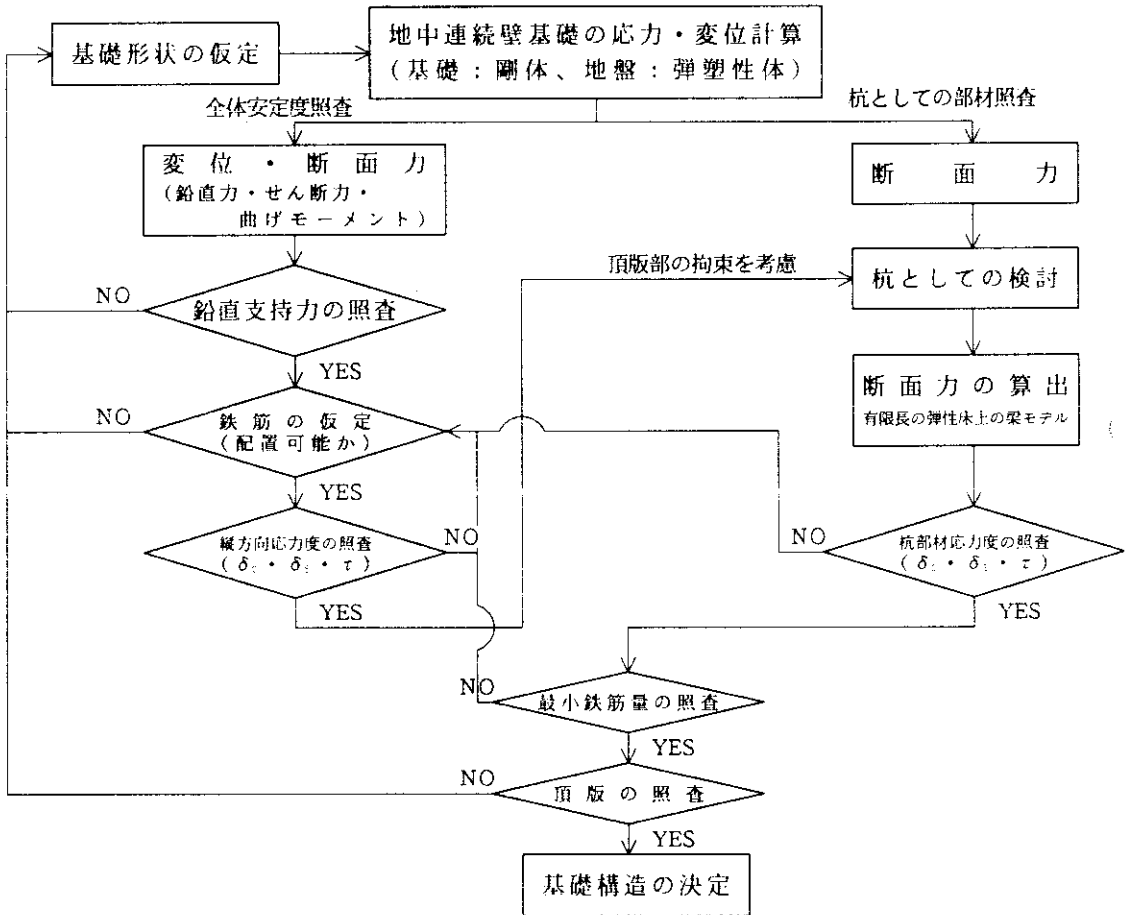 基礎形状の仮定
地中連続壁基礎の応力・変位計算
(基礎:剛体、地盤:弾塑性体)
全体安定度照査
杭としての部材照査
変位・断面力
(鉛直力・せん断力・
曲げモーメント)
断面力
頂版部の拘束を考慮
杭としての検討
NO
鉛直支持力の照査
YES
断面力の算出
有限長の弾性床上の梁モデル
NO
鉄筋の仮定
(配置可能か)
YES
縦方向応力度の照査
(δ・δ・τ)
NO
YES
NO
杭部材応力度の照査
(δ・δ・τ)
YES
NO
最小鉄筋量の照査
YES
NO
頂版の照査
YES
基礎構造の決定